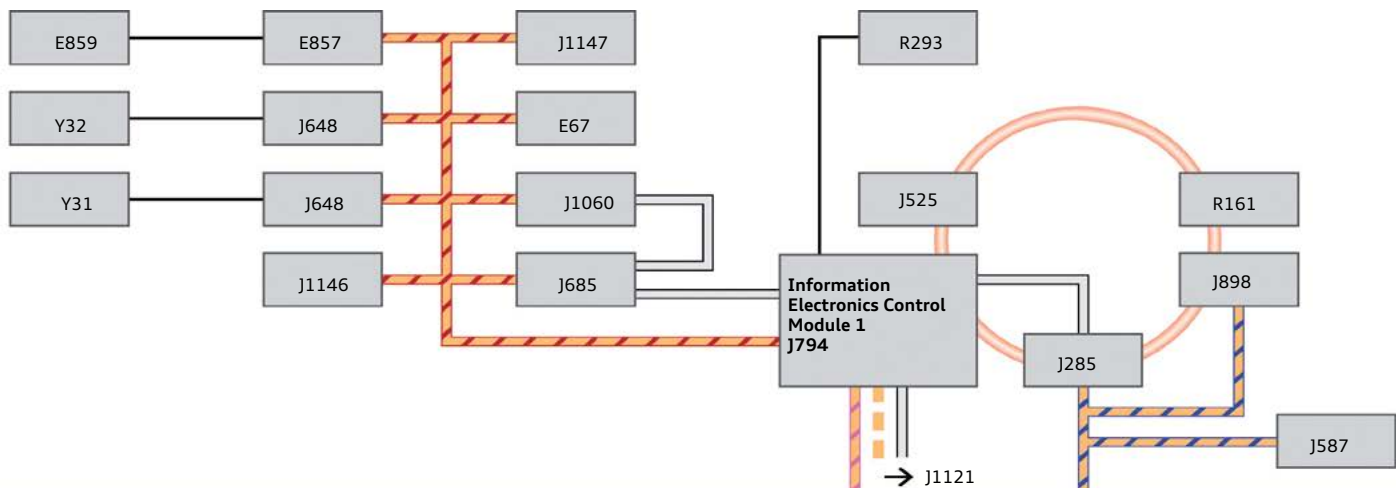 E859
E857
J1147
R293
Y32
J648
E67
Y31
J648
J1060
J525
R161
J1146
J685
Information
Electronics Control
Module 1
J794
J898
J285
J587
J1121